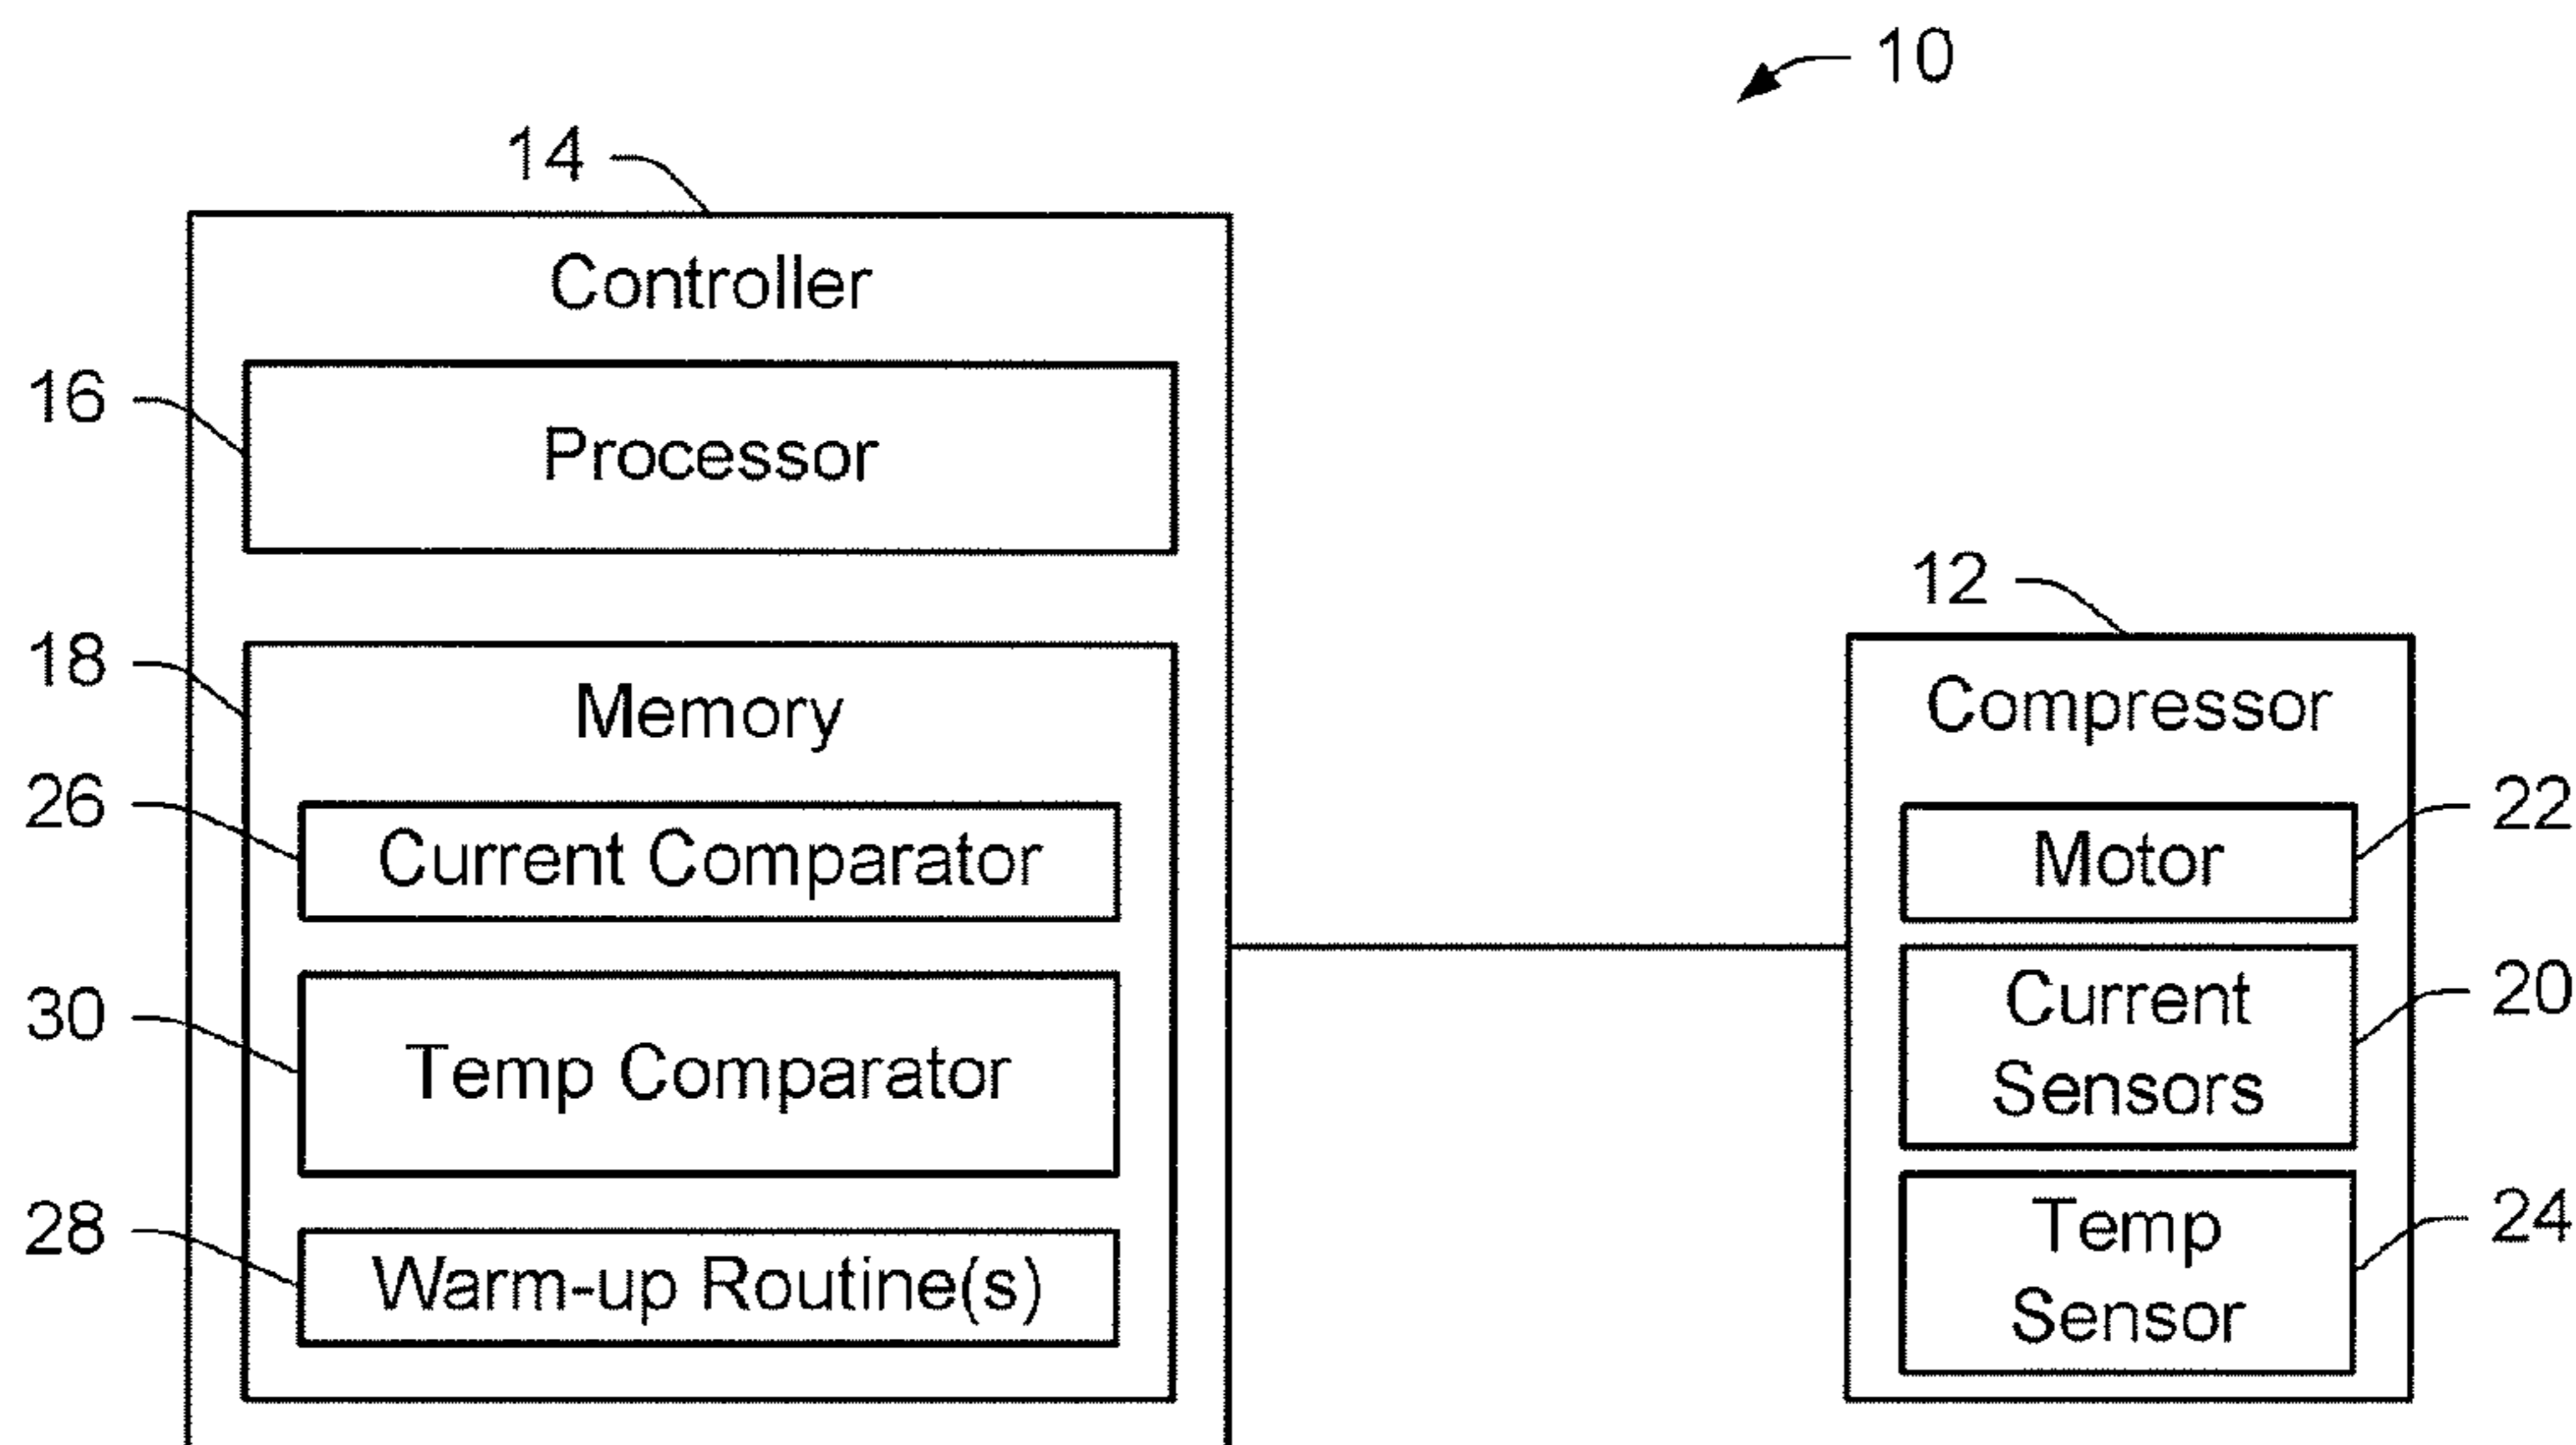 10
14
Controller
16
Processor
12
18
Memory
Compressor
26
Current Comparator
Motor
22
30
Temp Comparator
Current
Sensors
20
28
Warm-up Routine(s)
Temp
Sensor
24